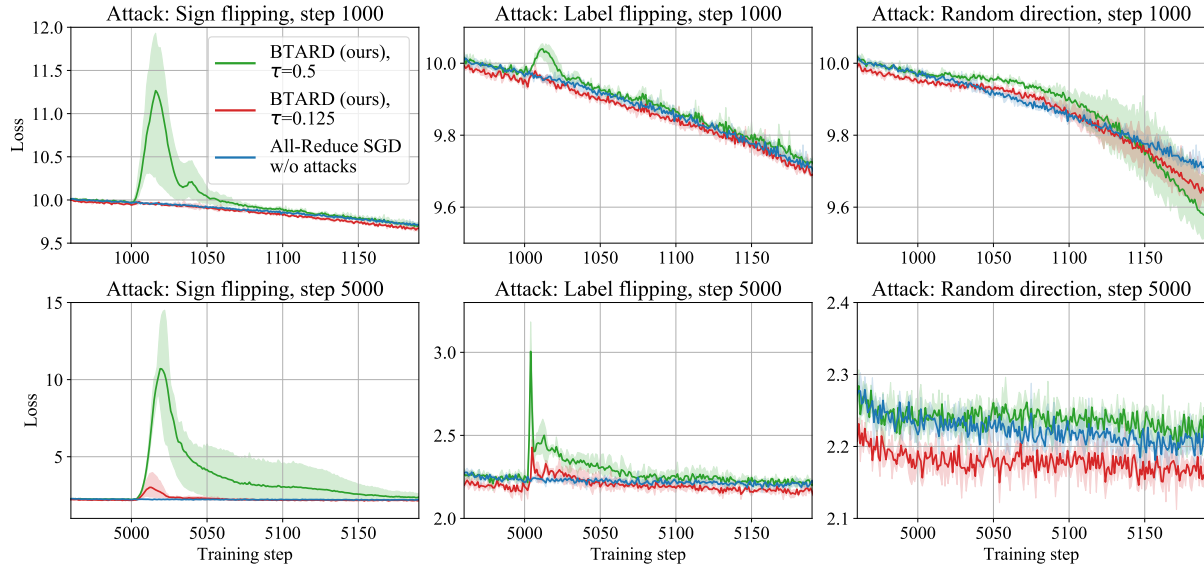 Attack: Sign flipping, step 1000
Attack: Label flipping, step 1000
Attack: Random direction, step 1000
12.0
11.5
11.0
10.5
10.0
9.5
Loss
BTARD (ours),
τ=0.5
BTARD (ours),
τ=0.125
All-Reduce SGD
w/o attacks
1000 1050 1100 1150
10.0
9.8
9.6
1000 1050 1100 1150
10.0
9.8
9.6
1000 1050 1100 1150
Attack: Sign flipping, step 5000
Attack: Label flipping, step 5000
Attack: Random direction, step 5000
15
10
5
Loss
5000 5050 5100 5150
Training step
3.0
2.5
2.0
5000 5050 5100 5150
Training step
2.4
2.3
2.2
2.1
5000 5050 5100 5150
Training step